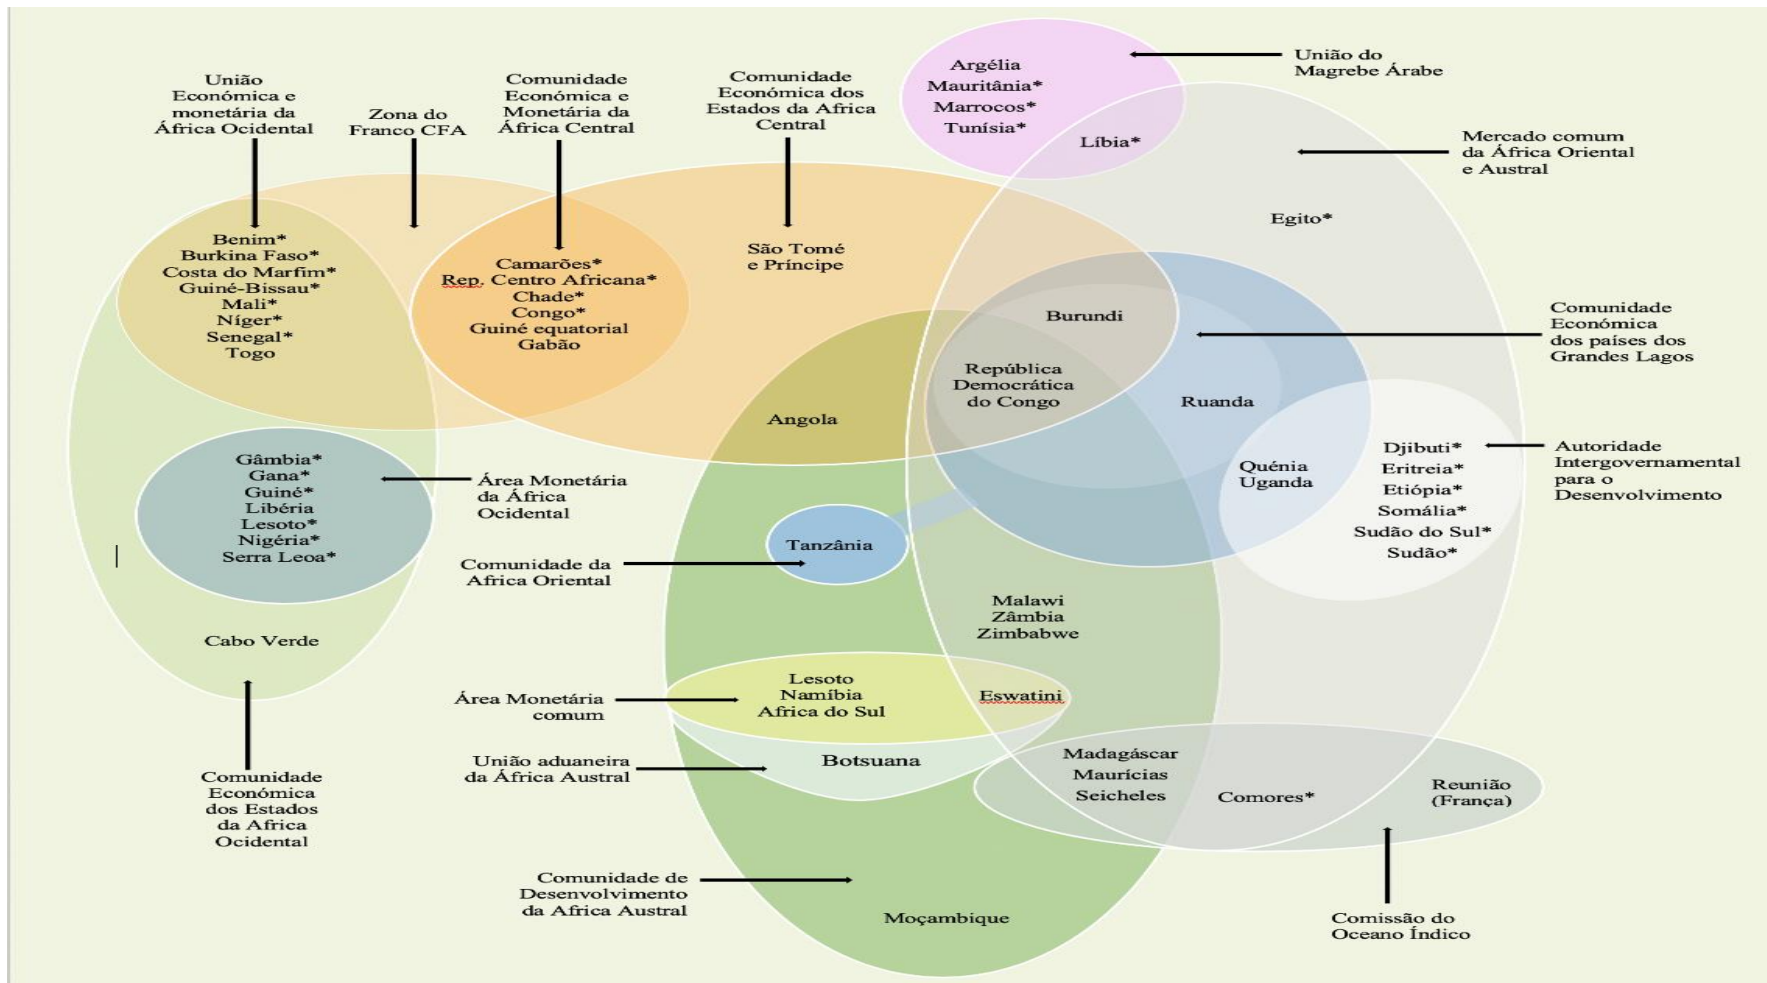 União
Económica e
monetária da
África Ocidental
Zona do
Franco CFA
Comunidade
Económica e
Monetária da
África Central
Comunidade
Económica dos
Estados da Africa
Central
Argélia
Mauritânia*
Marrocos*
Tunísia*
Líbia*
União do
Magrebe Árabe
Mercado comum
da África Oriental
e Austral
Egito*
Benim*
Burkina Faso*
Costa do Marfim*
Guiné-Bissau*
Mali*
Níger*
Senegal*
Togo
Camarões*
Rep. Centro Africana*
Chade*
Congo*
Guiné equatorial
Gabão
São Tomé
e Príncipe
Burundi
República
Democrática
do Congo
Ruanda
Angola
Comunidade
Económica
dos países dos
Grandes Lagos
Quénia
Uganda
Djibuti*
Eritreia*
Etiópia*
Somália*
Sudão do Sul*
Sudão*
Autoridade
Intergovernamental
para o
Desenvolvimento
Gâmbia*
Gana*
Guiné*
Libéria
Lesoto*
Nigéria*
Serra Leoa*
Área Monetária
da África
Ocidental
Tanzânia
Comunidade da
Africa Oriental
Cabo Verde
Malawi
Zâmbia
Zimbabwe
Área Monetária
comum
Lesoto
Namíbia
Africa do Sul
Eswatini
União aduaneira
da África Austral
Botsuana
Madagáscar
Maurícias
Seicheles
Comores*
Reunião
(França)
Comunidade
Económica
dos Estados
da Africa
Ocidental
Comunidade de
Desenvolvimento
da Africa Austral
Moçambique
Comissão do
Oceano Índico